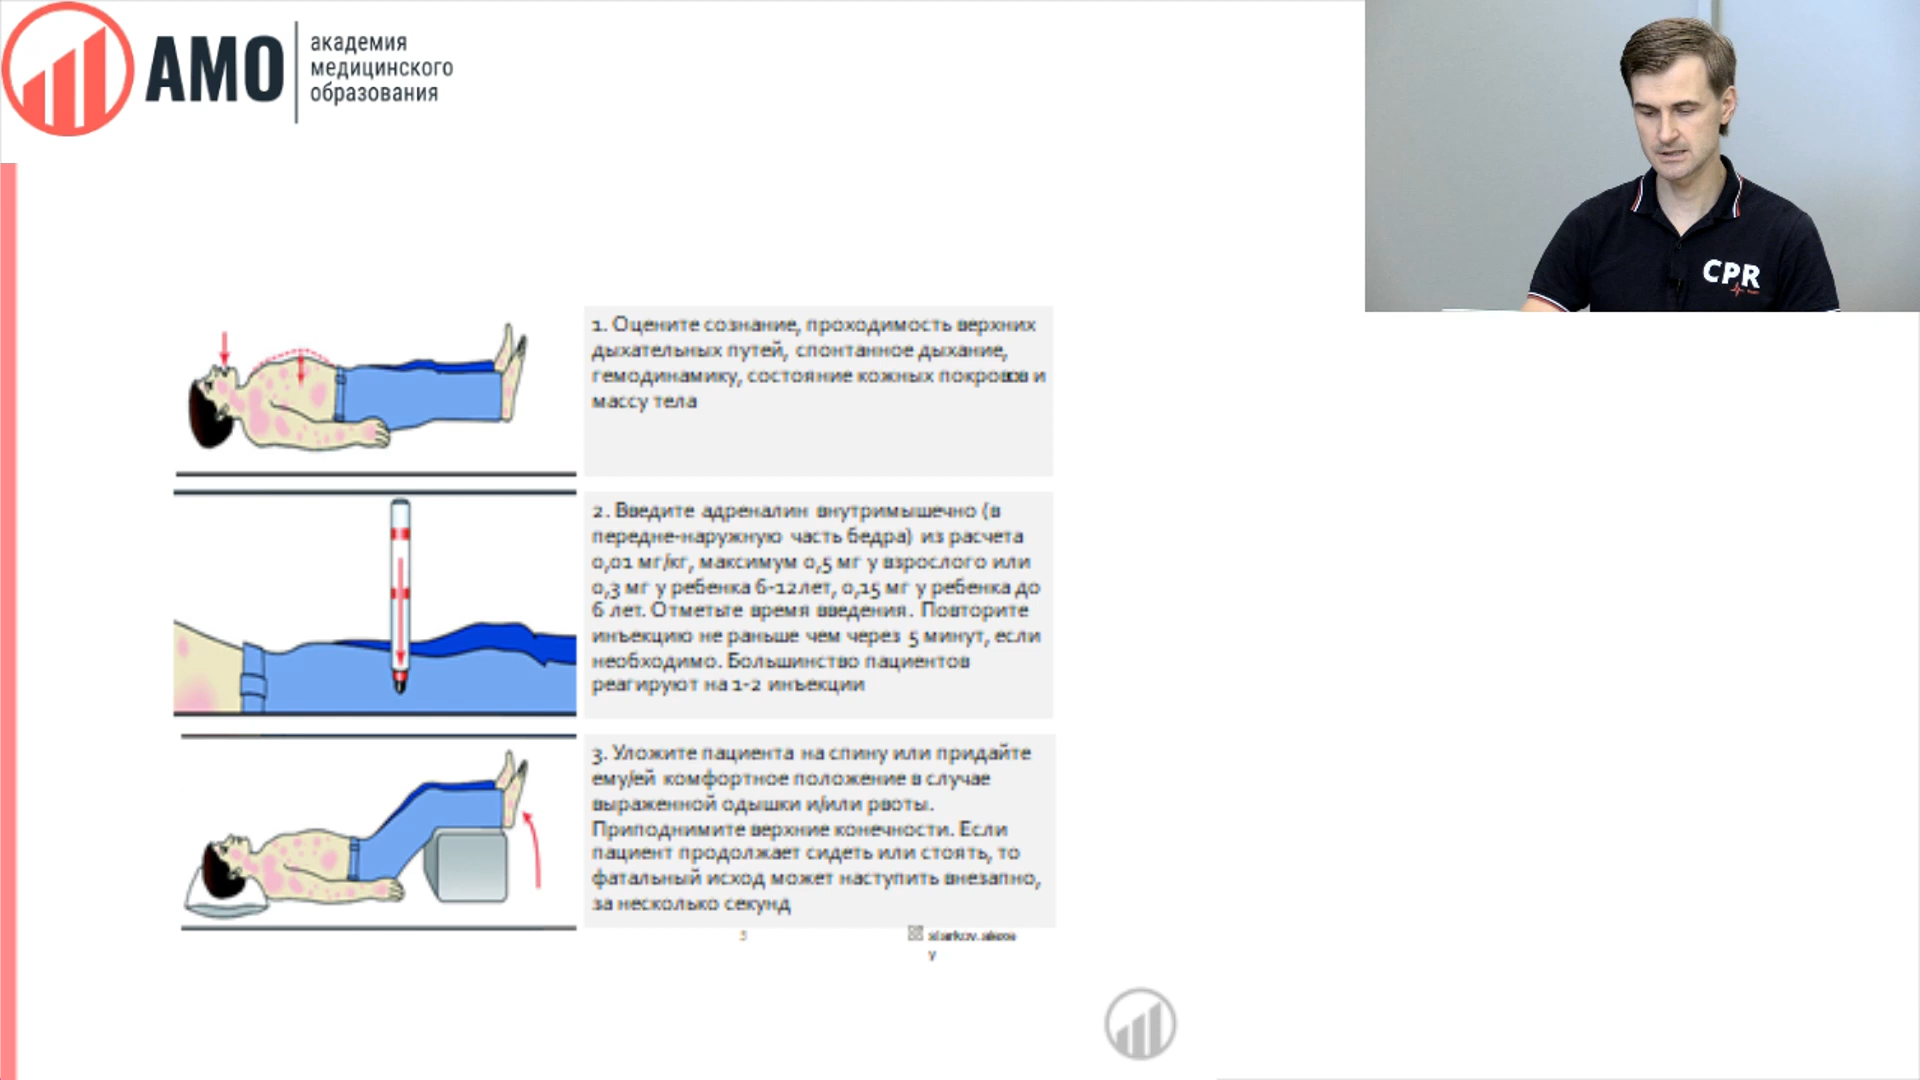 АМО
академия
медицинского
образования
CPR
1. Оцените сознание, проходимость верхних
дыхательных путей, спонтанное дыхание,
гемодинамику, состояние кожных покровов и
массу тела
2. Введите адреналин внутримышечно (в
передне-наружную часть бедра) из расчета
0,01 мг/кг, максимум 0,5 мг у взрослого или
0,3 мг у ребенка 6-12лет, 0,15 мг у ребенка до
6 лет. Отметьте время введения. Повторите
инъекцию не раньше чем через 5 минут, если
необходимо. Большинство пациентов
реагируют на 1-2 инъекции
3. Уложите пациента на спину или придайте
ему/ей комфортное положение в случае
выраженной одышки и/или рвоты.
Приподнимите верхние конечности. Если
пациент продолжает сидеть или стоять, то
фатальный исход может наступить внезапно,
за несколько секунд
starkov.alexe
y